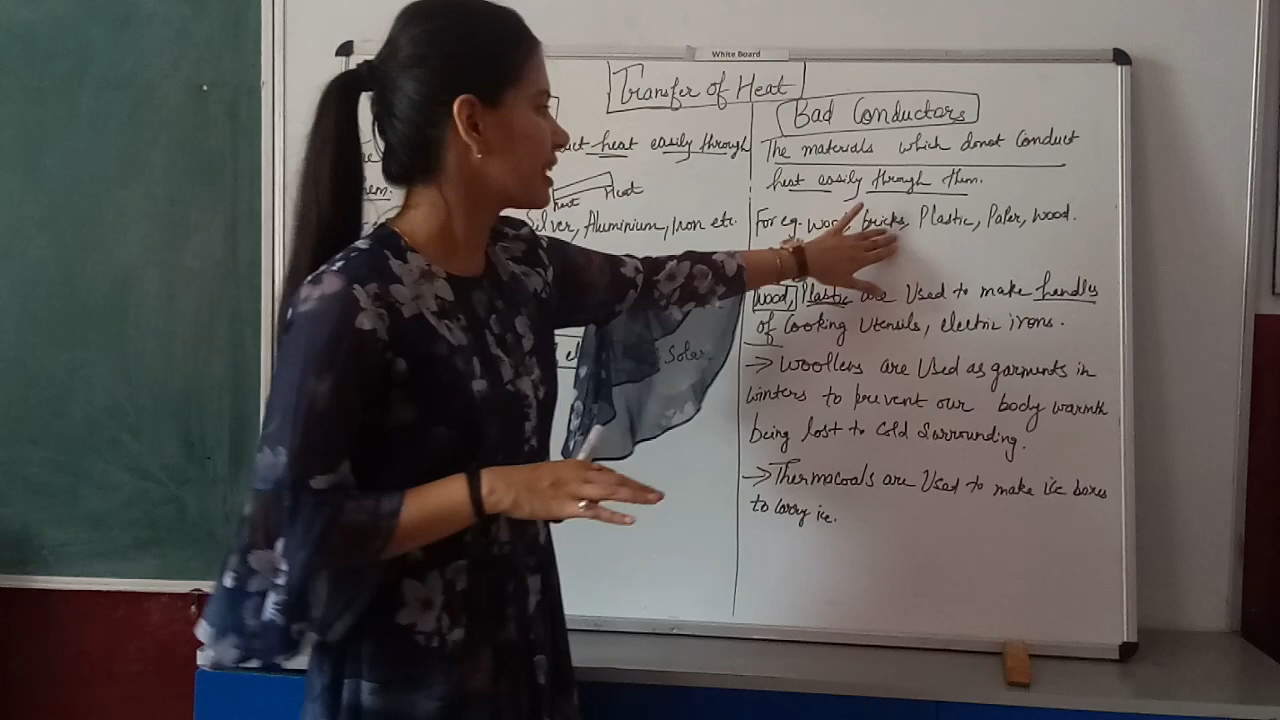 White Board
Transfer of Heat
heat easily through
Heat
heat
Silver, Aluminium, Iron etc.
Solar
Bad Conductors
The materials which donot Conduct
heat easily through them.
For eg. bricks, Plastic, Paper, Wood.
Wood, Plastic are Used to make handles
of Cooking Utensils, electric irons.
→ Woollens are Used as garments in
winters to prevent our body warmth
being lost to Cold Surrounding.
→ Thermacoals are Used to make ice boxes
to carry ice.